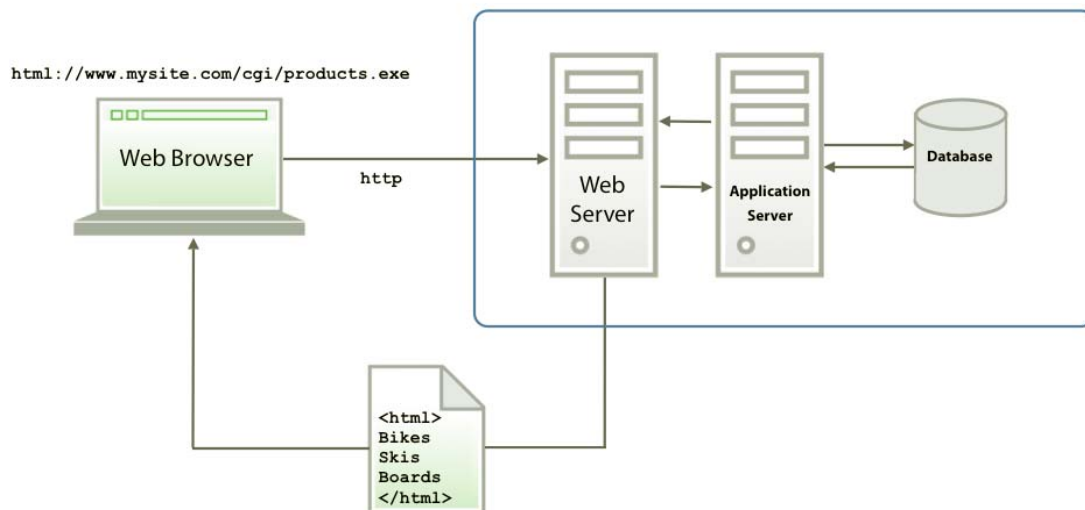 html://www.mysite.com/cgi/products.exe
Web Browser
http
Web
Server
Application
Server
Database
<html>
Bikes
Skis
Boards
</html>